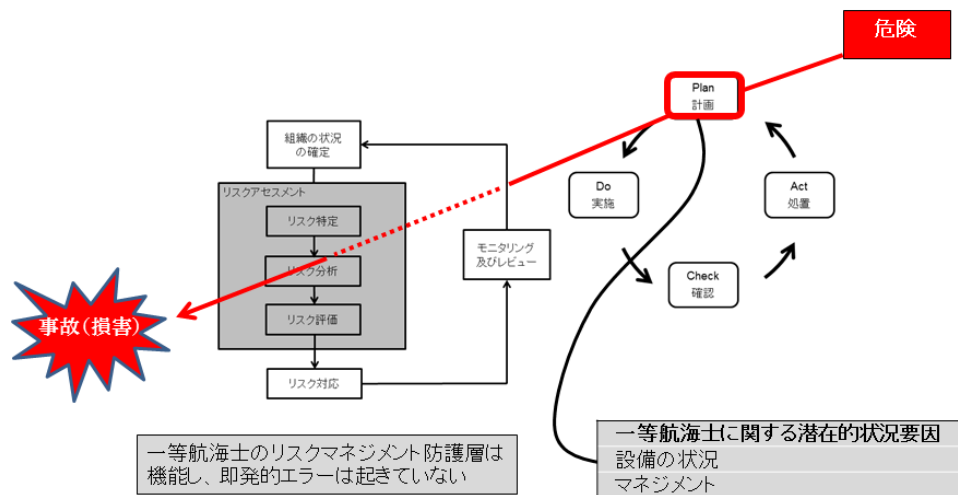 危険
Plan
計画
組織の状況
の確定
リスクアセスメント
リスク特定
リスク分析
リスク評価
リスク対応
モニタリング
及びレビュー
Do
実施
Act
処置
Check
確認
事故(損害)
一等航海士のリスクマネジメント防護層は
機能し、即発的エラーは起きていない
一等航海士に関する潜在的状況要因
設備の状況
マネジメント